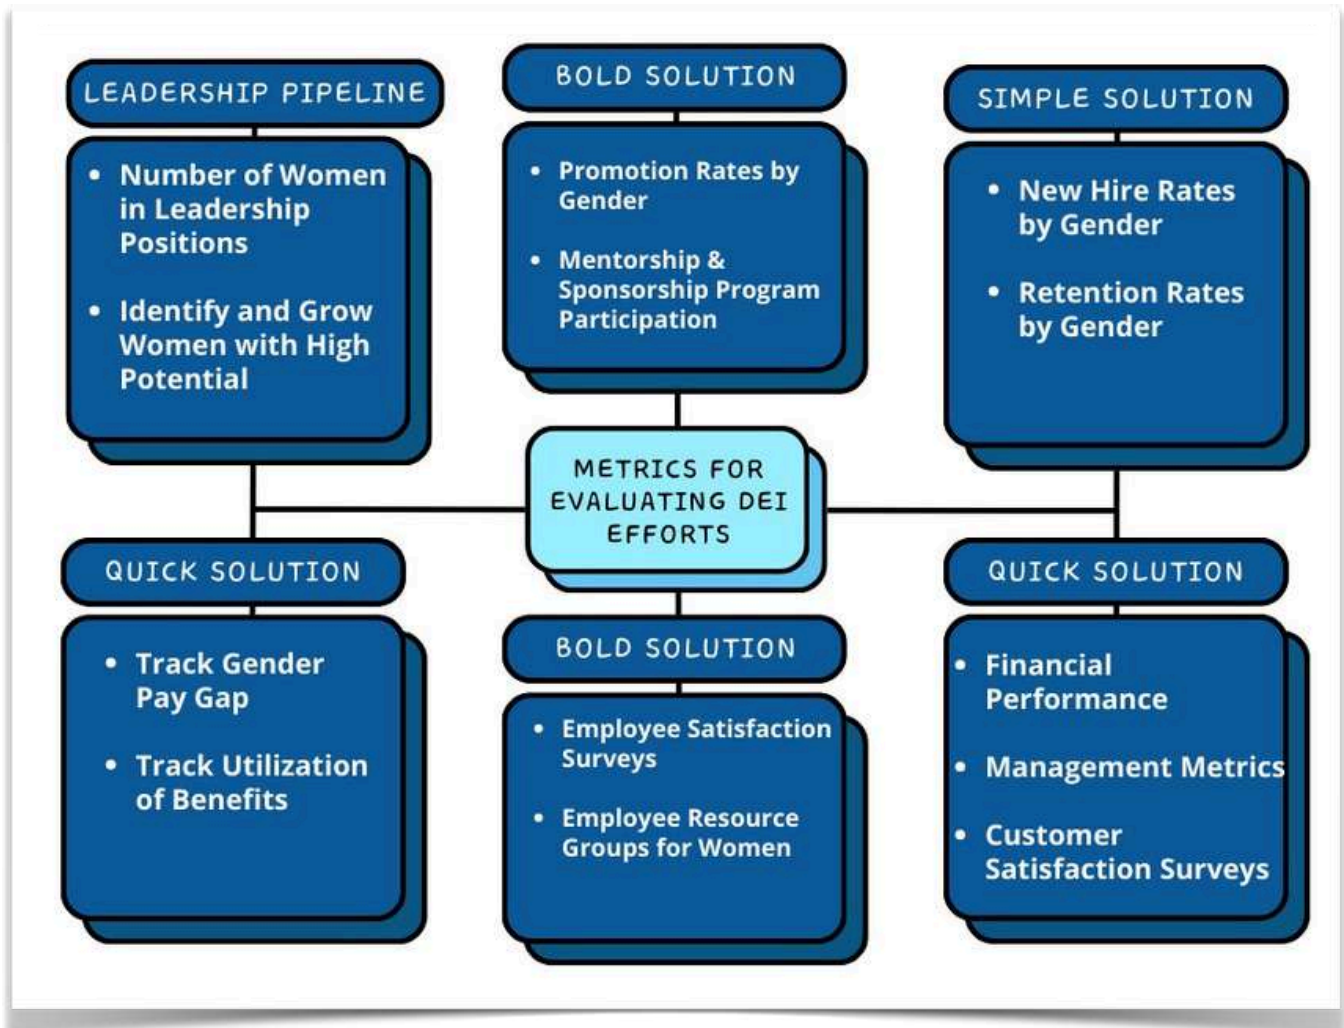 LEADERSHIP PIPELINE
• Number of Women
in Leadership
Positions
• Identify and Grow
Women with High
Potential
BOLD SOLUTION
• Promotion Rates by
Gender
• Mentorship &
Sponsorship Program
Participation
SIMPLE SOLUTION
• New Hire Rates
by Gender
• Retention Rates
by Gender
METRICS FOR
EVALUATING DEI
EFFORTS
QUICK SOLUTION
• Track Gender
Pay Gap
• Track Utilization
of Benefits
BOLD SOLUTION
• Employee Satisfaction
Surveys
• Employee Resource
Groups for Women
QUICK SOLUTION
• Financial
Performance
• Management Metrics
• Customer
Satisfaction Surveys